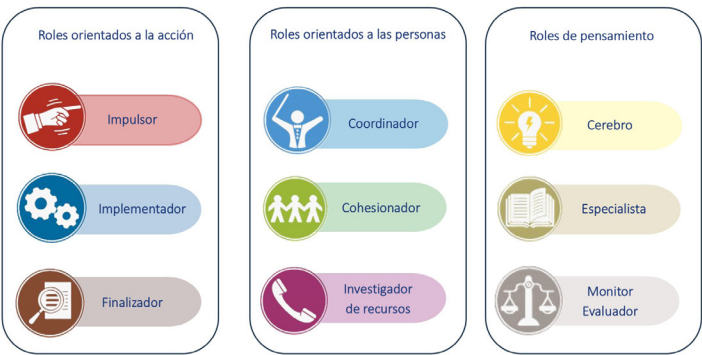 Roles orientados a la acción
Impulsor
Implementador
Finalizador
Roles orientados a las personas
Coordinador
Cohesionador
Investigador
de recursos
Roles de pensamiento
Cerebro
Especialista
Monitor
Evaluador